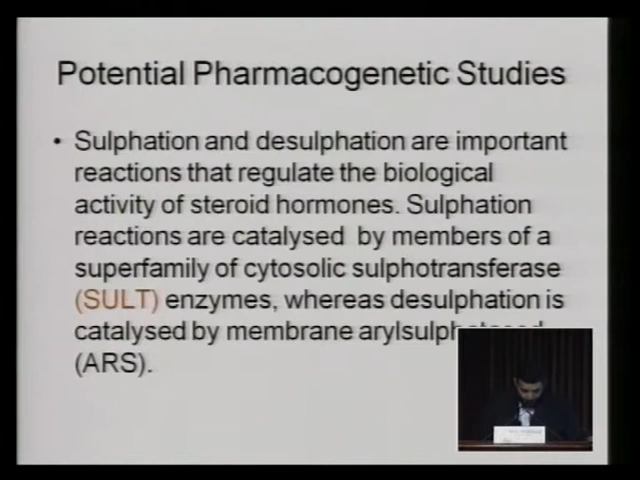 Potential Pharmacogenetic Studies
• Sulphation and desulphation are important
reactions that regulate the biological
activity of steroid hormones. Sulphation
reactions are catalysed by members of a
superfamily of cytosolic sulphotransferase
(SULT) enzymes, whereas desulphation is
catalysed by membrane
(ARS).